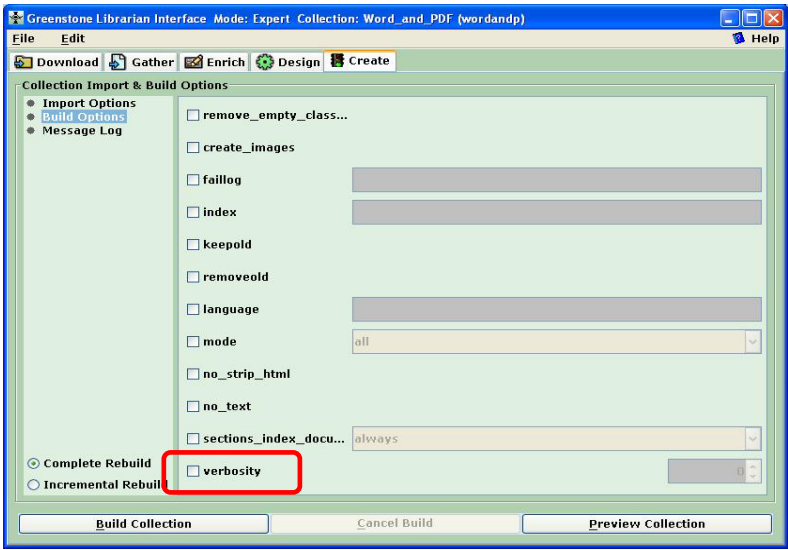 Greenstone Librarian Interface Mode: Expert Collection: Word_and_PDF (wordandp)
File Edit Help
Download Gather Enrich Design Create
Collection Import & Build Options
Import Options
Build Options
Message Log
remove_empty_class...
create_images
faillog
index
keepold
removeold
language
mode all
no_strip_html
no_text
sections_index_docu... always
verbosity 0
Complete Rebuild
Incremental Rebuild
Build Collection Cancel Build Preview Collection